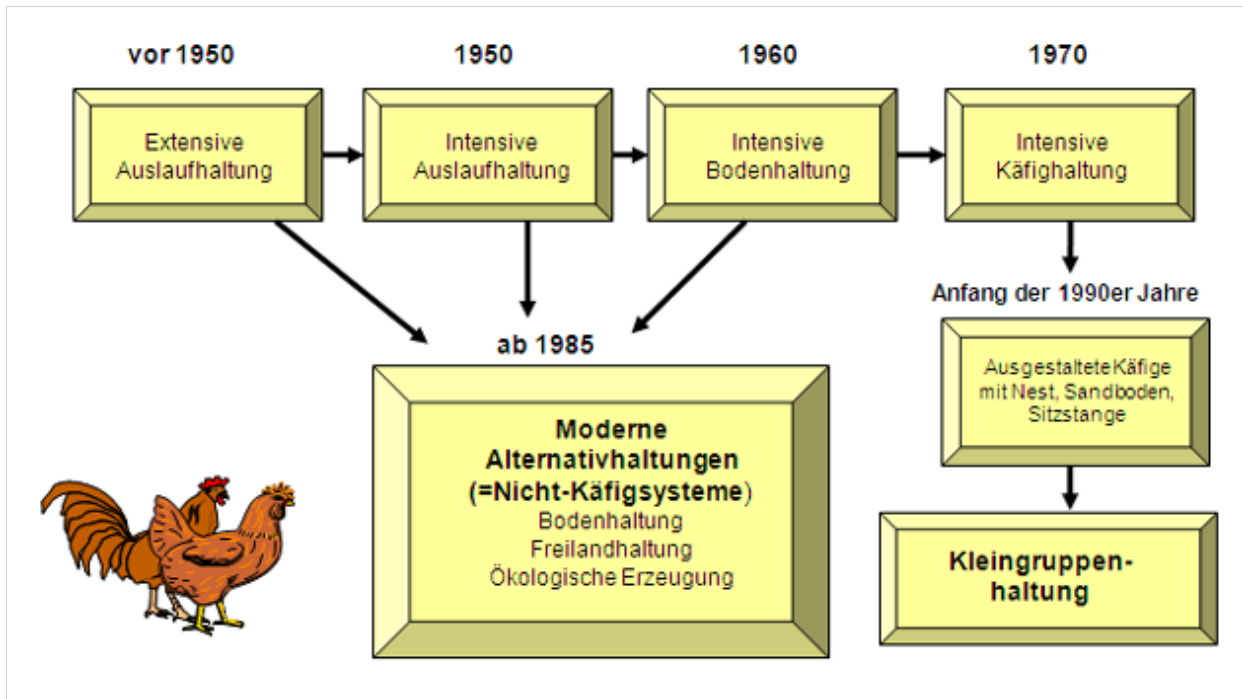 vor 1950
1950
1960
1970
Extensive
Auslaufhaltung
Intensive
Auslaufhaltung
Intensive
Bodenhaltung
Intensive
Käfighaltung
Anfang der 1990er Jahre
ab 1985
Ausgestaltete Käfige
mit Nest, Sandboden,
Sitzstange
Moderne
Alternativhaltungen
(=Nicht-Käfigsysteme)
Bodenhaltung
Freilandhaltung
Ökologische Erzeugung
Kleingruppen-
haltung